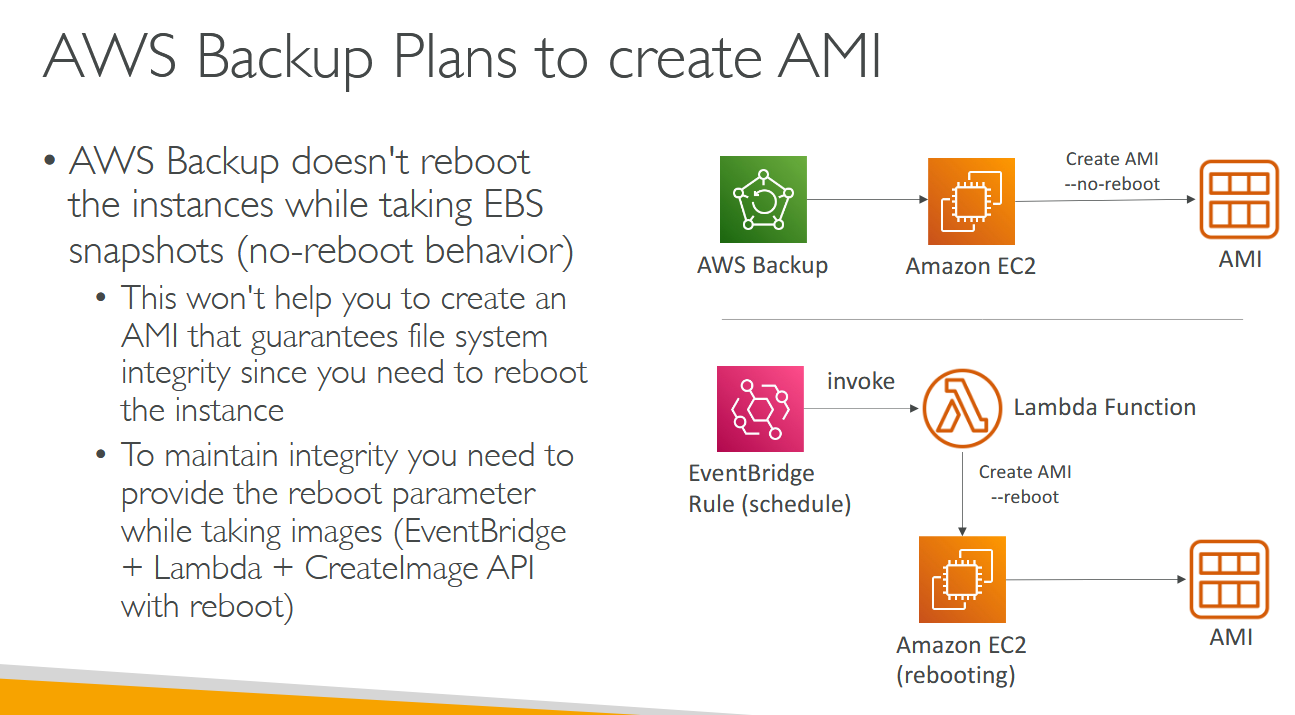 AWS Backup Plans to create AMI
• AWS Backup doesn't reboot
the instances while taking EBS
snapshots (no-reboot behavior)
• This won't help you to create an
AMI that guarantees file system
integrity since you need to reboot
the instance
• To maintain integrity you need to
provide the reboot parameter
while taking images (EventBridge
+ Lambda + CreateImage API
with reboot)
AWS Backup
Amazon EC2
Create AMI
--no-reboot
AMI
EventBridge
Rule (schedule)
invoke
Lambda Function
Create AMI
--reboot
Amazon EC2
(rebooting)
AMI